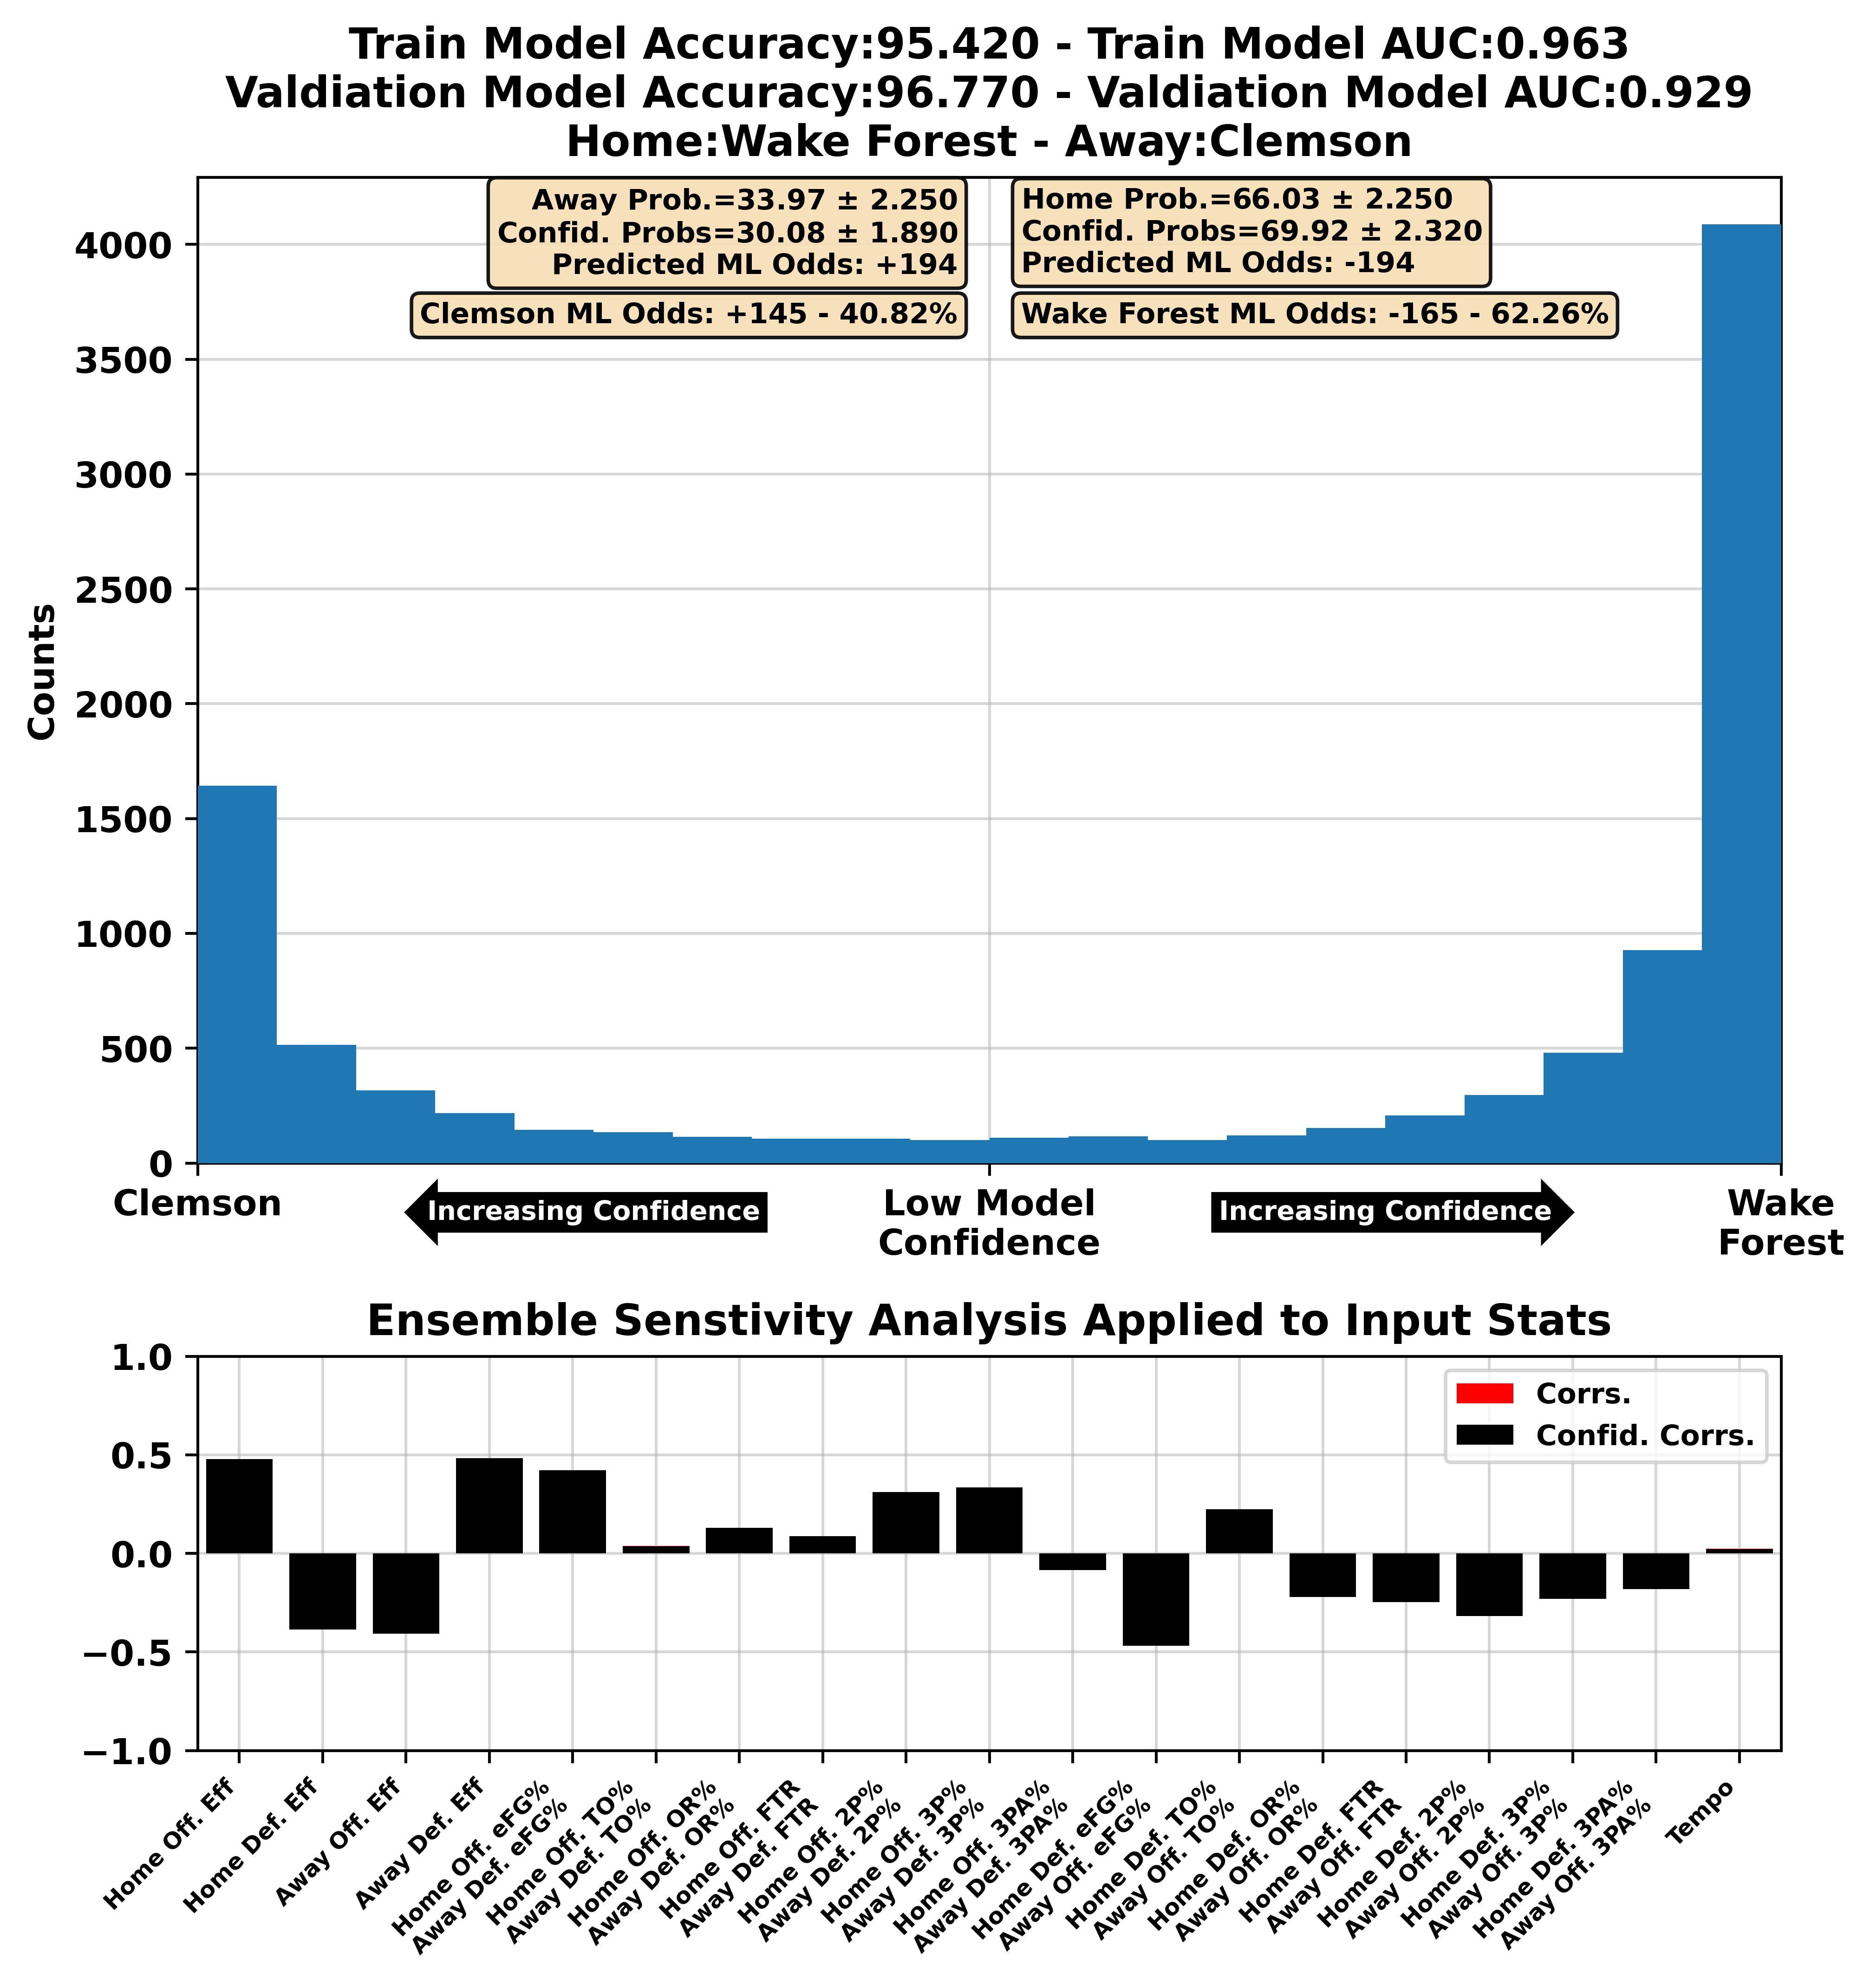 Train Model Accuracy:95.420 - Train Model AUC:0.963
Valdiation Model Accuracy:96.770 - Valdiation Model AUC:0.929
Home:Wake Forest - Away:Clemson
Away Prob.=33.97 ± 2.250
Confid. Probs=30.08 ± 1.890
Predicted ML Odds: +194
Clemson ML Odds: +145 - 40.82%
Home Prob.=66.03 ± 2.250
Confid. Probs=69.92 ± 2.320
Predicted ML Odds: -194
Wake Forest ML Odds: -165 - 62.26%
Counts
4000
3500
3000
2500
2000
1500
1000
500
0
Clemson
Increasing Confidence
Low Model
Confidence
Increasing Confidence
Wake
Forest
Ensemble Senstivity Analysis Applied to Input Stats
1.0
0.5
0.0
−0.5
−1.0
Corrs.
Confid. Corrs.
Home Off. Eff
Home Def. Eff
Away Off. Eff
Away Def. Eff
Home Off. eFG%
Away Def. eFG%
Home Off. TO%
Away Def. TO%
Home Off. OR%
Away Def. OR%
Home Off. FTR
Away Def. FTR
Home Off. 2P%
Away Def. 2P%
Home Off. 3P%
Away Def. 3P%
Home Off. 3PA%
Away Def. 3PA%
Home Def. eFG%
Away Off. eFG%
Home Def. TO%
Away Off. TO%
Home Def. OR%
Away Off. OR%
Home Def. FTR
Away Off. FTR
Home Def. 2P%
Away Off. 2P%
Home Def. 3P%
Away Off. 3P%
Home Def. 3PA%
Away Off. 3PA%
Tempo